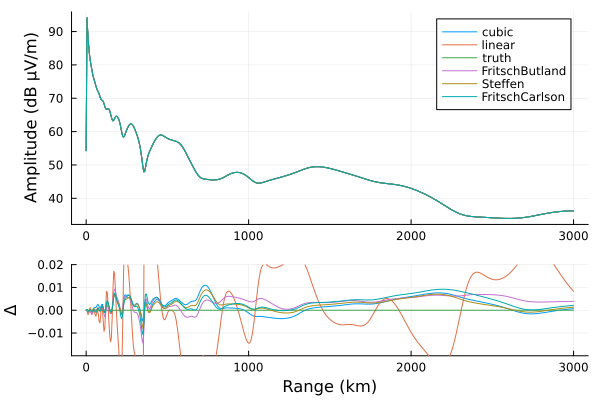 Amplitude (dB μV/m)
90
80
70
60
50
40
0
1000
2000
3000
cubic
linear
truth
FritschButland
Steffen
FritschCarlson
Δ
0.02
0.01
0.00
−0.01
0
1000
2000
3000
Range (km)